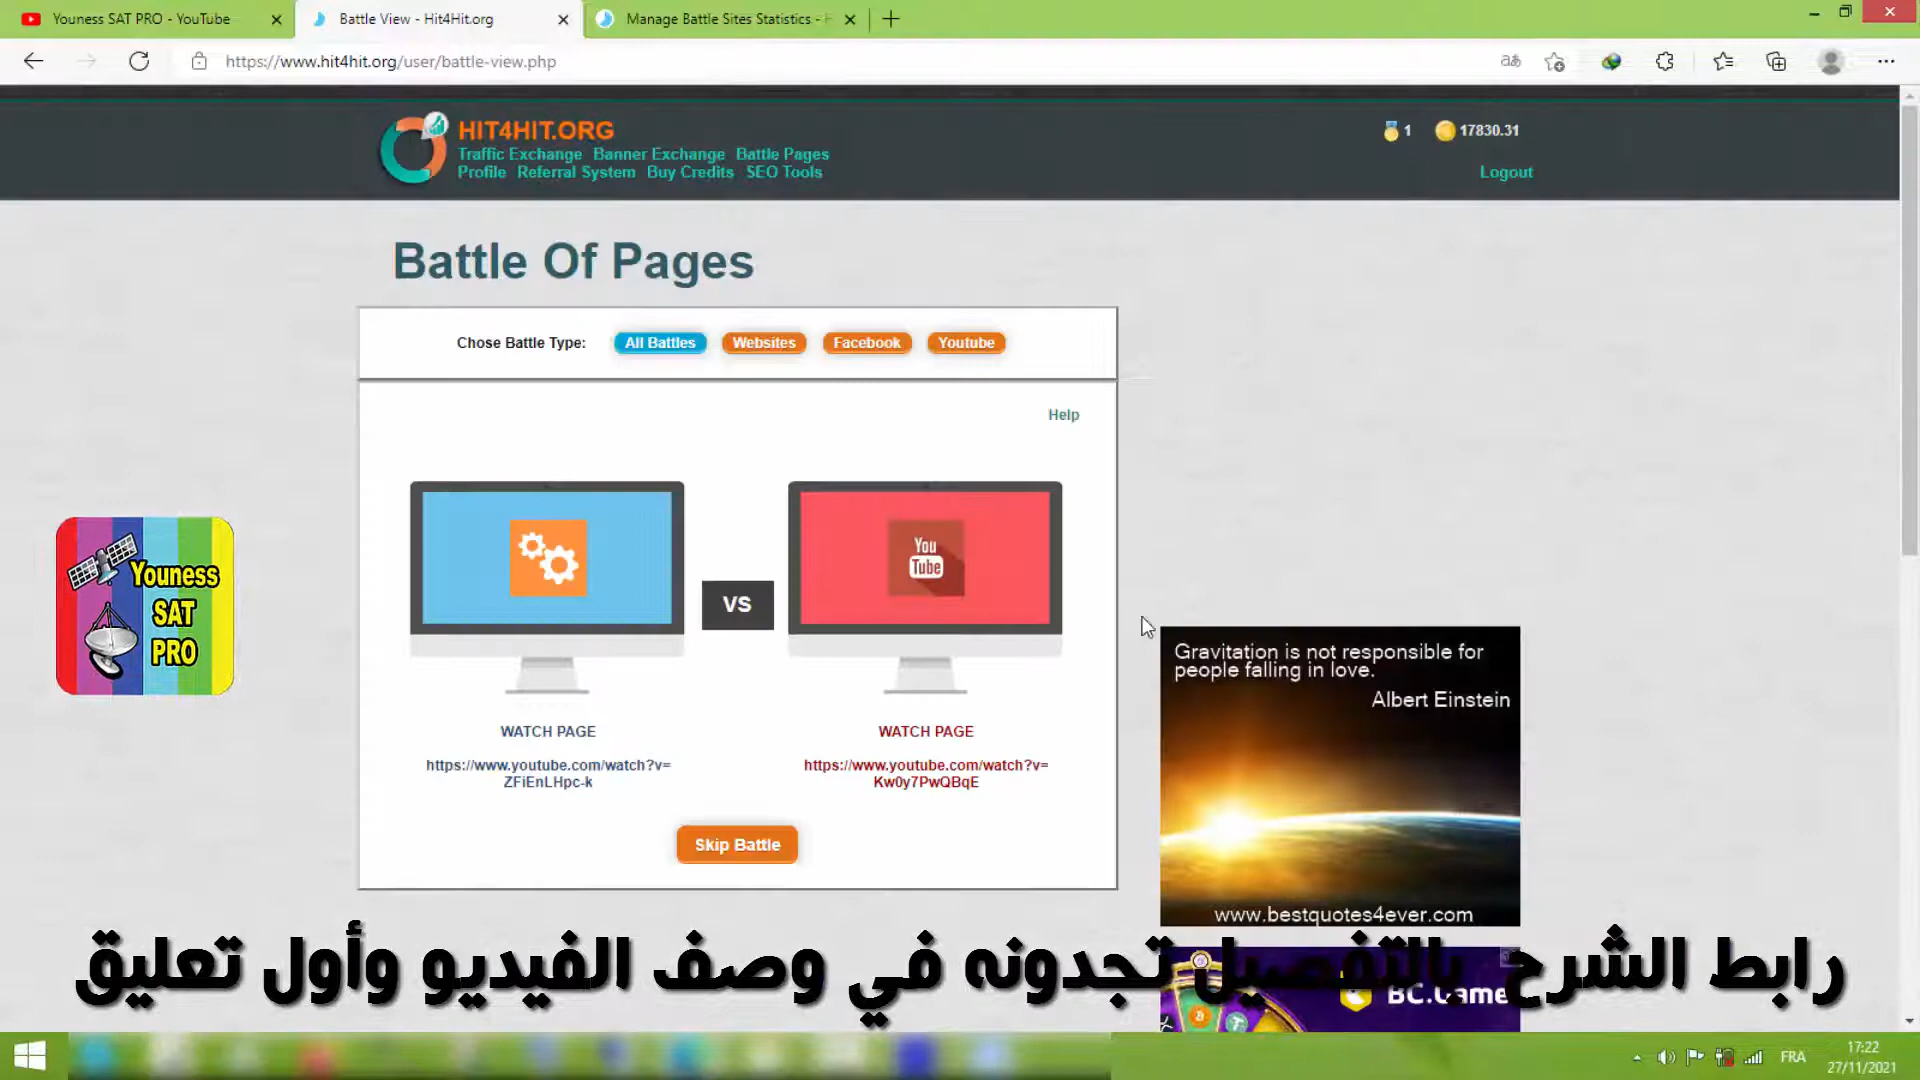 Youness SAT PRO - YouTube
Battle View - Hit4Hit.org
Manage Battle Sites Statistics -
https://www.hit4hit.org/user/battle-view.php
HIT4HIT.ORG
Traffic Exchange Banner Exchange Battle Pages
Profile Referral System Buy Credits SEO Tools
1 17830.31
Logout
Battle Of Pages
Chose Battle Type: All Battles Websites Facebook Youtube
Help
You
Tube
VS
Youness
SAT
PRO
WATCH PAGE
https://www.youtube.com/watch?v=
ZFiEnLHpc-k
WATCH PAGE
https://www.youtube.com/watch?v=
Kw0y7PwQBqE
Skip Battle
Gravitation is not responsible for
people falling in love.
Albert Einstein
www.bestquotes4ever.com
رابط الشرح بالتفصيل تجدونه في وصف الفيديو وأول تعليق
BC.Game
FRA
17:22
27/11/2021